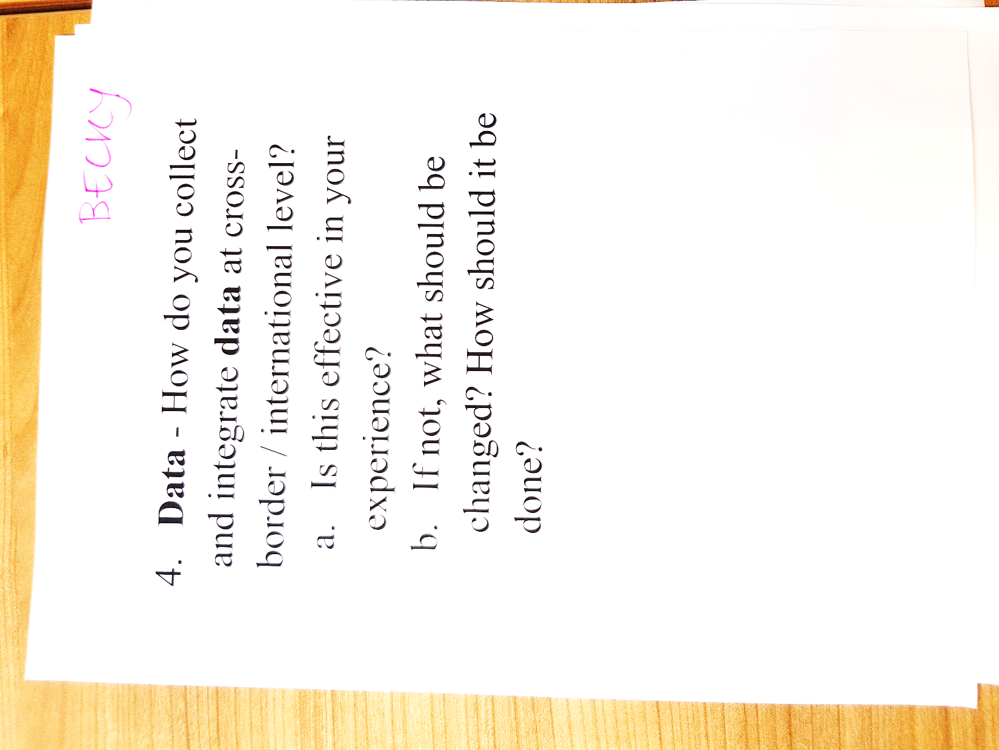 BECKY
4. Data - How do you collect
and integrate data at cross-
border / international level?
a. Is this effective in your
experience?
b. If not, what should be
changed? How should it be
done?